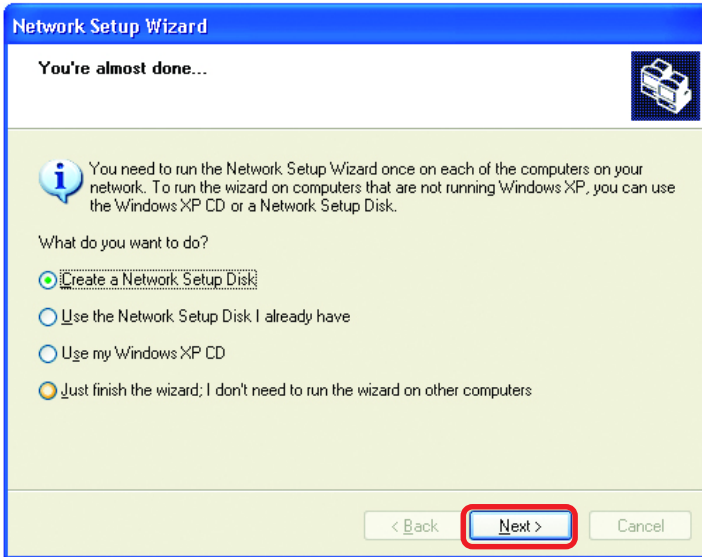 Network Setup Wizard
You're almost done...
You need to run the Network Setup Wizard once on each of the computers on your
network. To run the wizard on computers that are not running Windows XP, you can use
the Windows XP CD or a Network Setup Disk.
What do you want to do?
Create a Network Setup Disk
Use the Network Setup Disk I already have
Use my Windows XP CD
Just finish the wizard; I don't need to run the wizard on other computers
< Back
Next >
Cancel